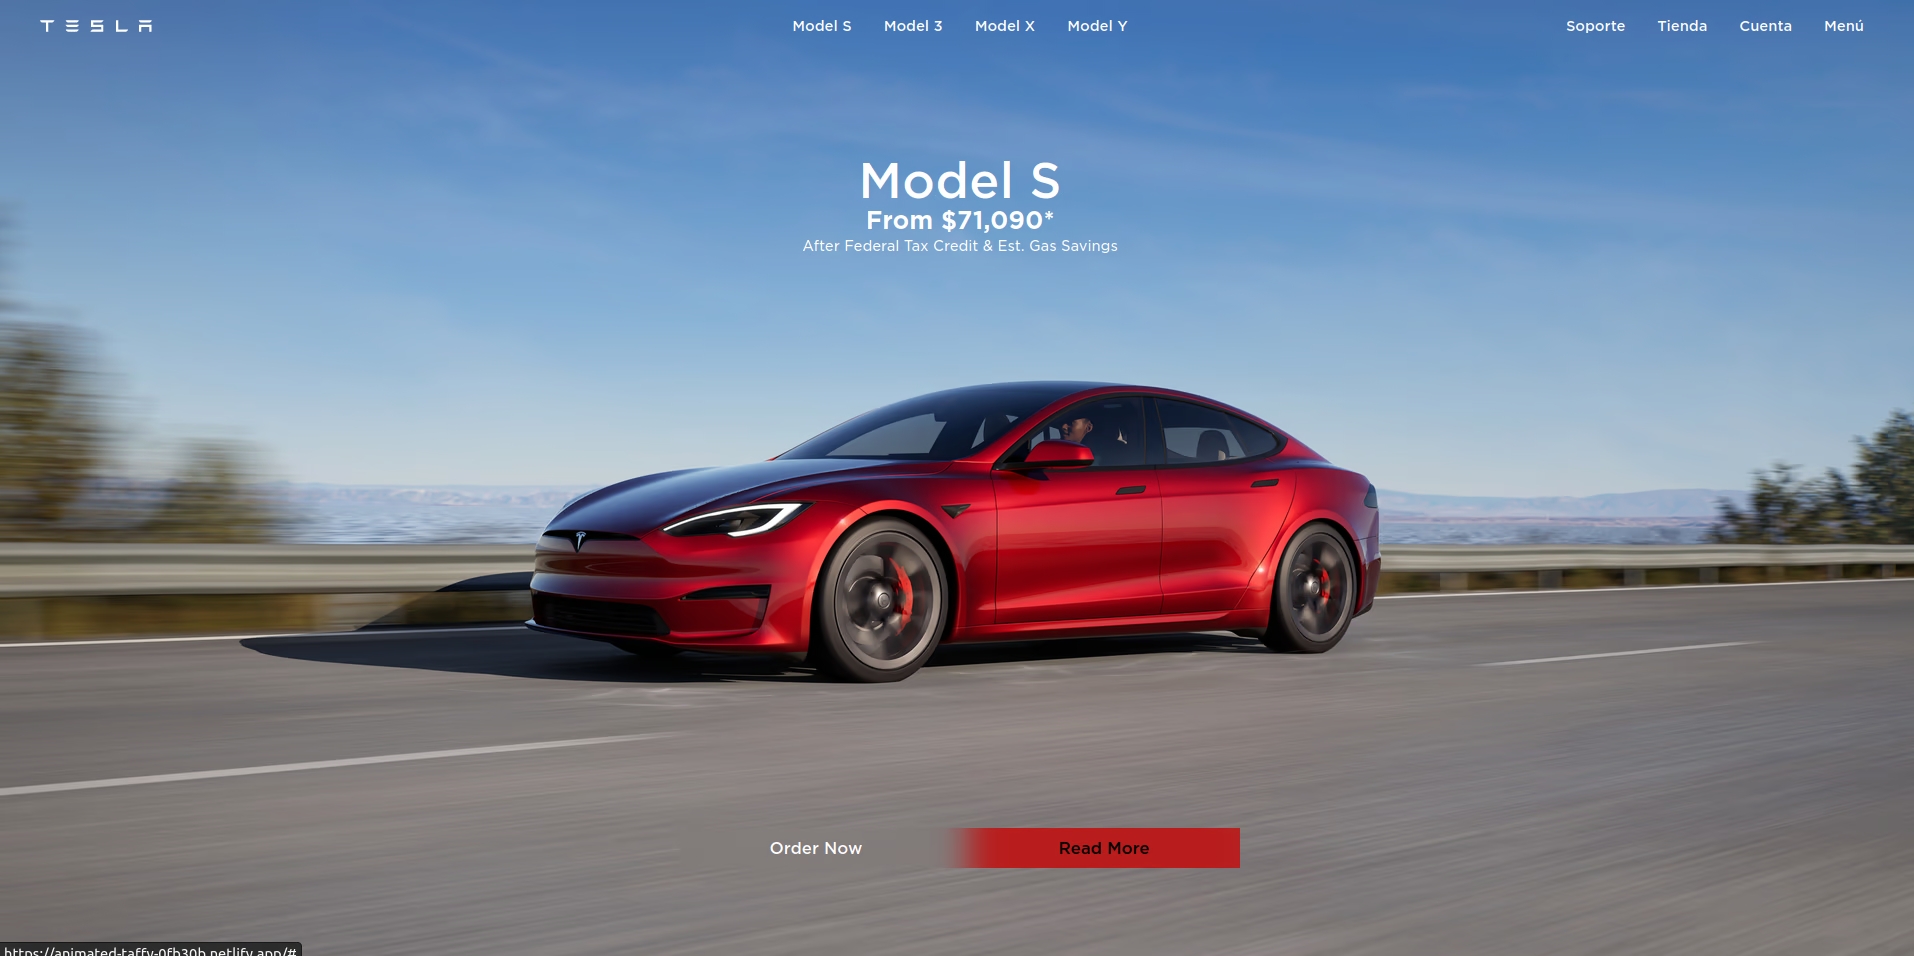 TESLA
Model S Model 3 Model X Model Y
Soporte Tienda Cuenta Menú
Model S
From $71,090*
After Federal Tax Credit & Est. Gas Savings
Order Now Read More
https://animated-taffy-0fb30b.netlify.app/#